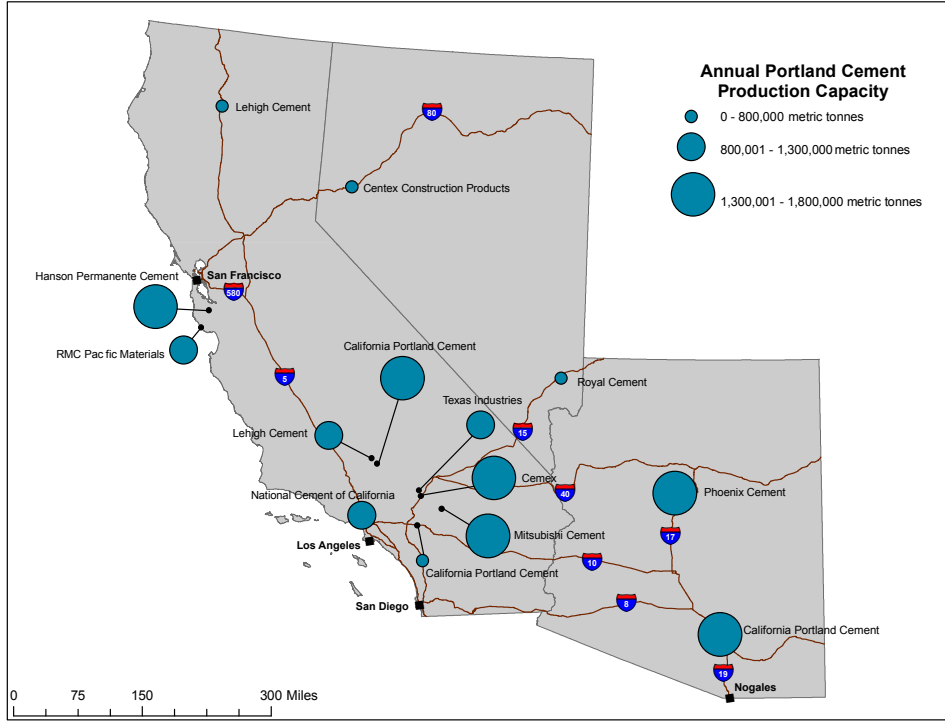 Annual Portland Cement
Production Capacity
0 - 800,000 metric tonnes
800,001 - 1,300,000 metric tonnes
1,300,001 - 1,800,000 metric tonnes
Lehigh Cement
80
Centex Construction Products
San Francisco
Hanson Permanente Cement
580
RMC Pac fic Materials
California Portland Cement
5
Royal Cement
Texas Industries
15
Lehigh Cement
Cemex
40
Phoenix Cement
National Cement of California
Mitsubishi Cement
17
Los Angeles
10
California Portland Cement
San Diego
8
California Portland Cement
19
Nogales
0 75 150 300 Miles